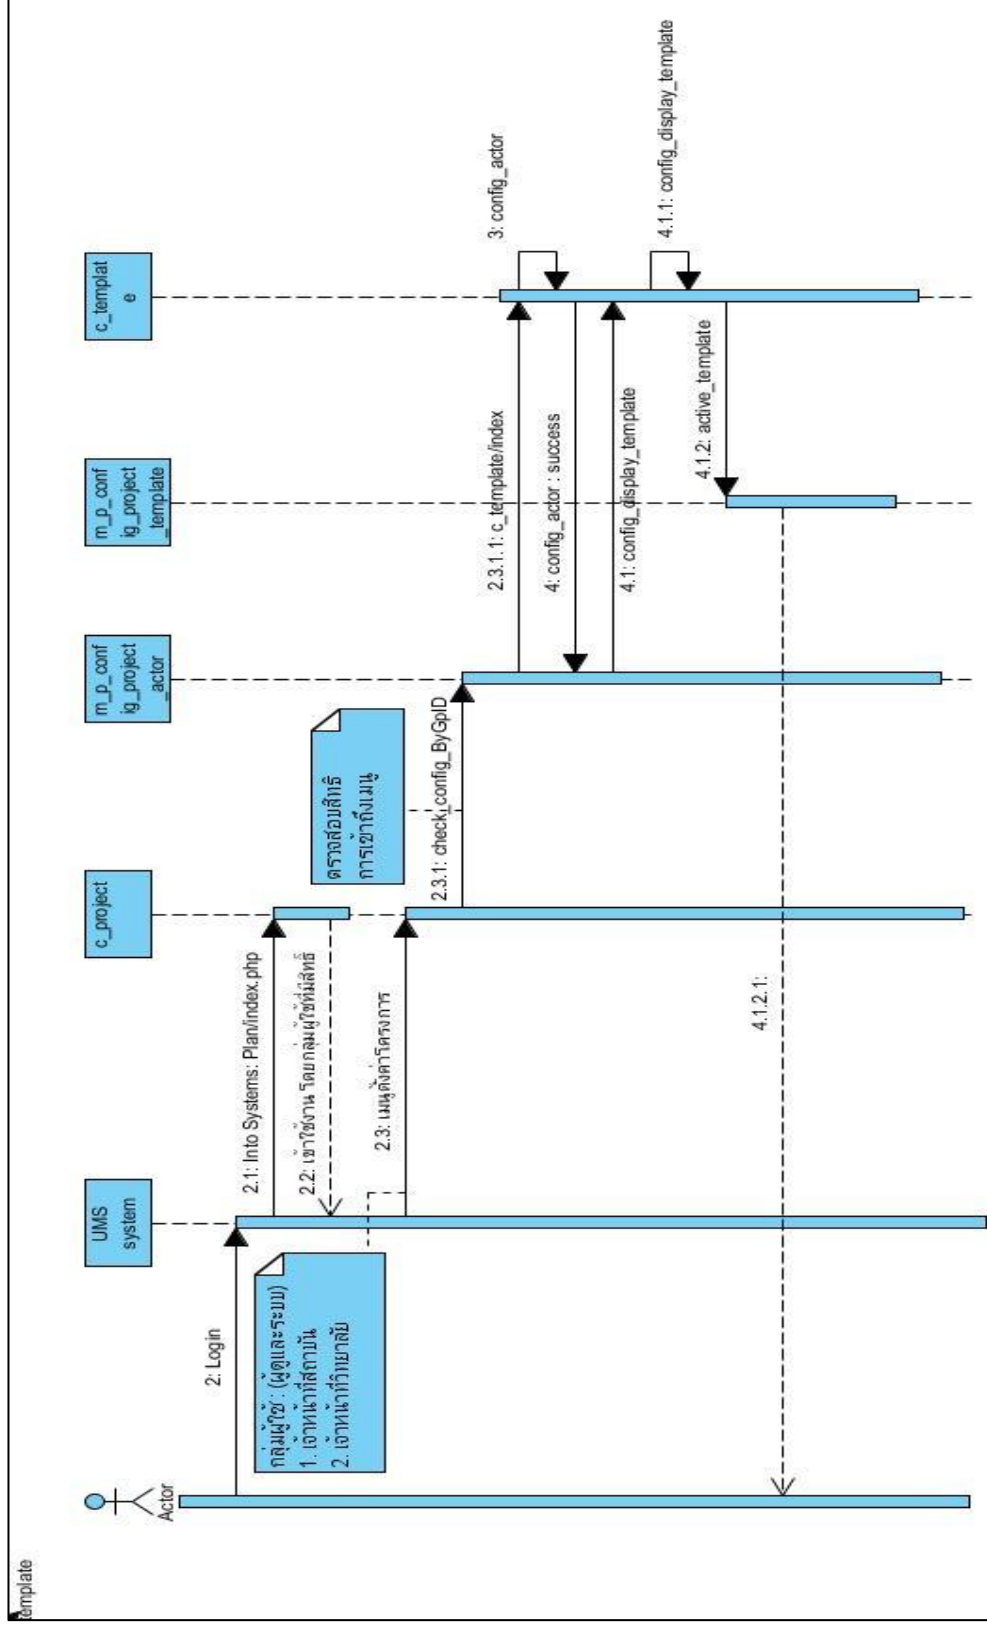 template
Actor
UMS
system
c_project
m_p_conf
ig_project
_actor
m_p_conf
ig_project
_template
c_templat
e
2: Login
กลุ่มผู้ใช้ : (ผู้ดูแลระบบ)
1. เจ้าหน้าที่สถาบัน
2. เจ้าหน้าที่วิทยาลัย
2.1: Into Systems: Plan/index.php
2.2: เข้าใช้งาน โดยกลุ่มผู้ใช้ที่มีสิทธิ์
2.3: เมนูตั้งค่าโครงการ
ตรวจสอบสิทธิ์
การเข้าถึงเมนู
2.3.1: check_config_ByGpID
2.3.1.1: c_template/index
3: config_actor
4: config_actor : success
4.1: config_display_template
4.1.1: config_display_template
4.1.2: active_template
4.1.2.1: